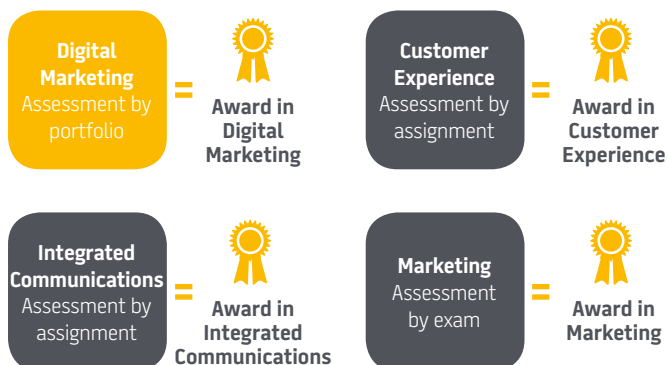 Digital
Marketing
Assessment by
portfolio
=
Award in
Digital
Marketing
Customer
Experience
Assessment by
assignment
=
Award in
Customer
Experience
Integrated
Communications
Assessment by
assignment
=
Award in
Integrated
Communications
Marketing
Assessment
by exam
=
Award in
Marketing